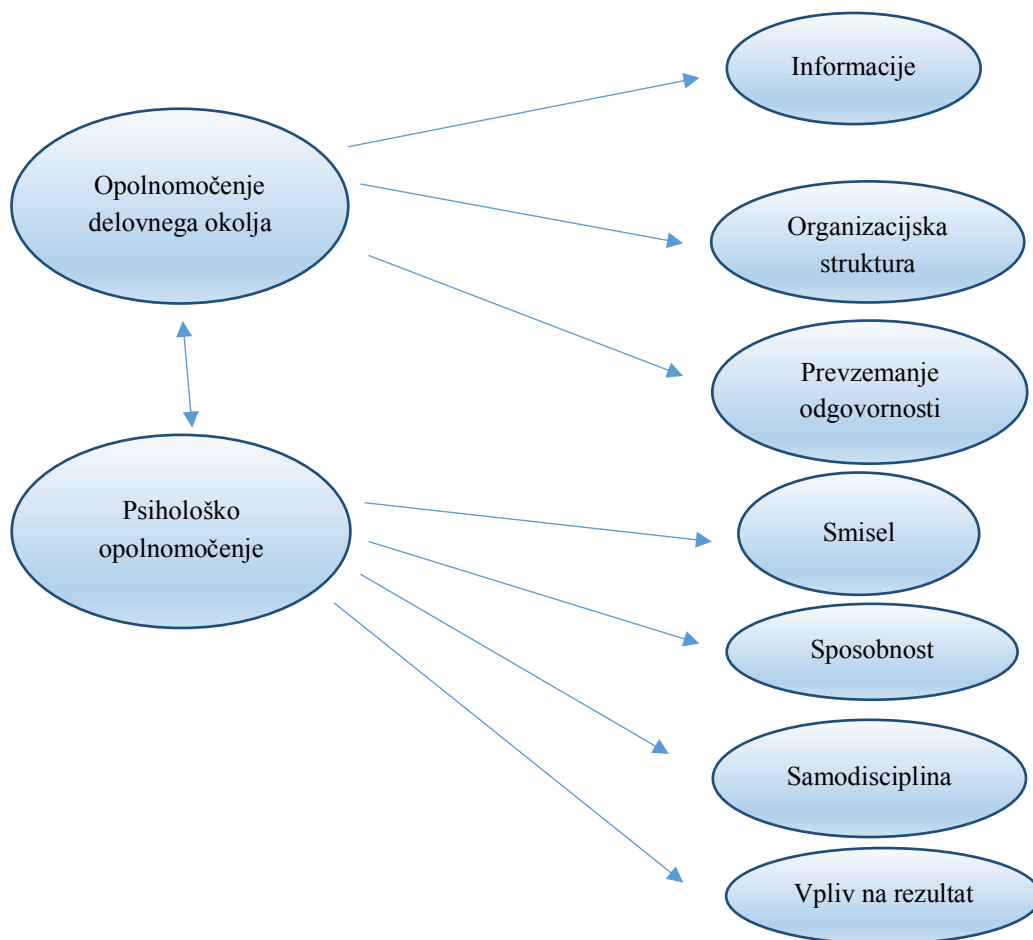 Informacije
Opolnomočenje
delovnega okolja
Organizacijska
struktura
Prevzemanje
odgovornosti
Psihološko
opolnomočenje
Smisel
Sposobnost
Samodisciplina
Vpliv na rezultat